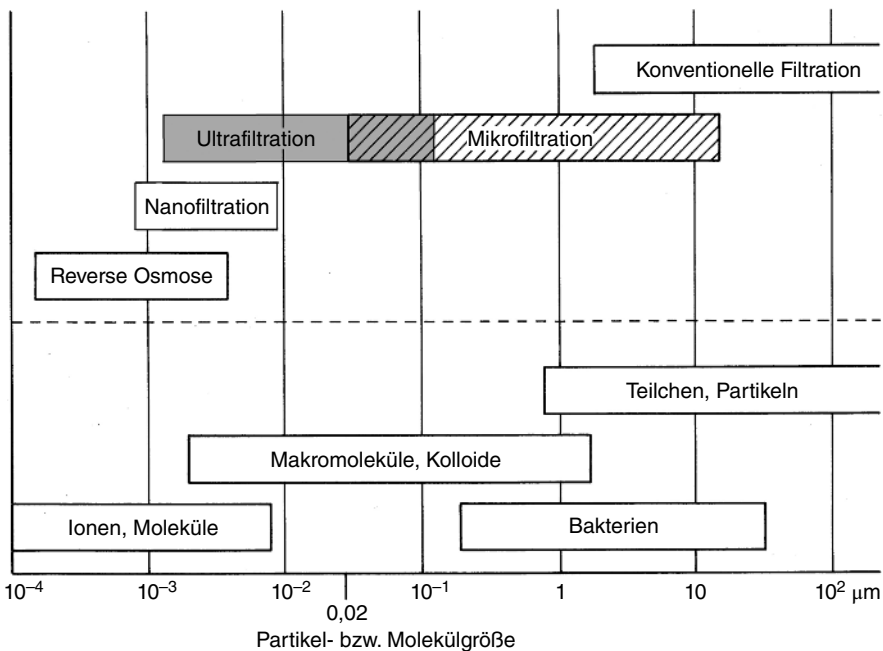 Konventionelle Filtration
Ultrafiltration
Mikrofiltration
Nanofiltration
Reverse Osmose
Teilchen, Partikeln
Makromoleküle, Kolloide
Ionen, Moleküle
Bakterien
10⁻⁴ 10⁻³ 10⁻² 10⁻¹ 1 10 10² µm
0,02
Partikel- bzw. Molekülgröße